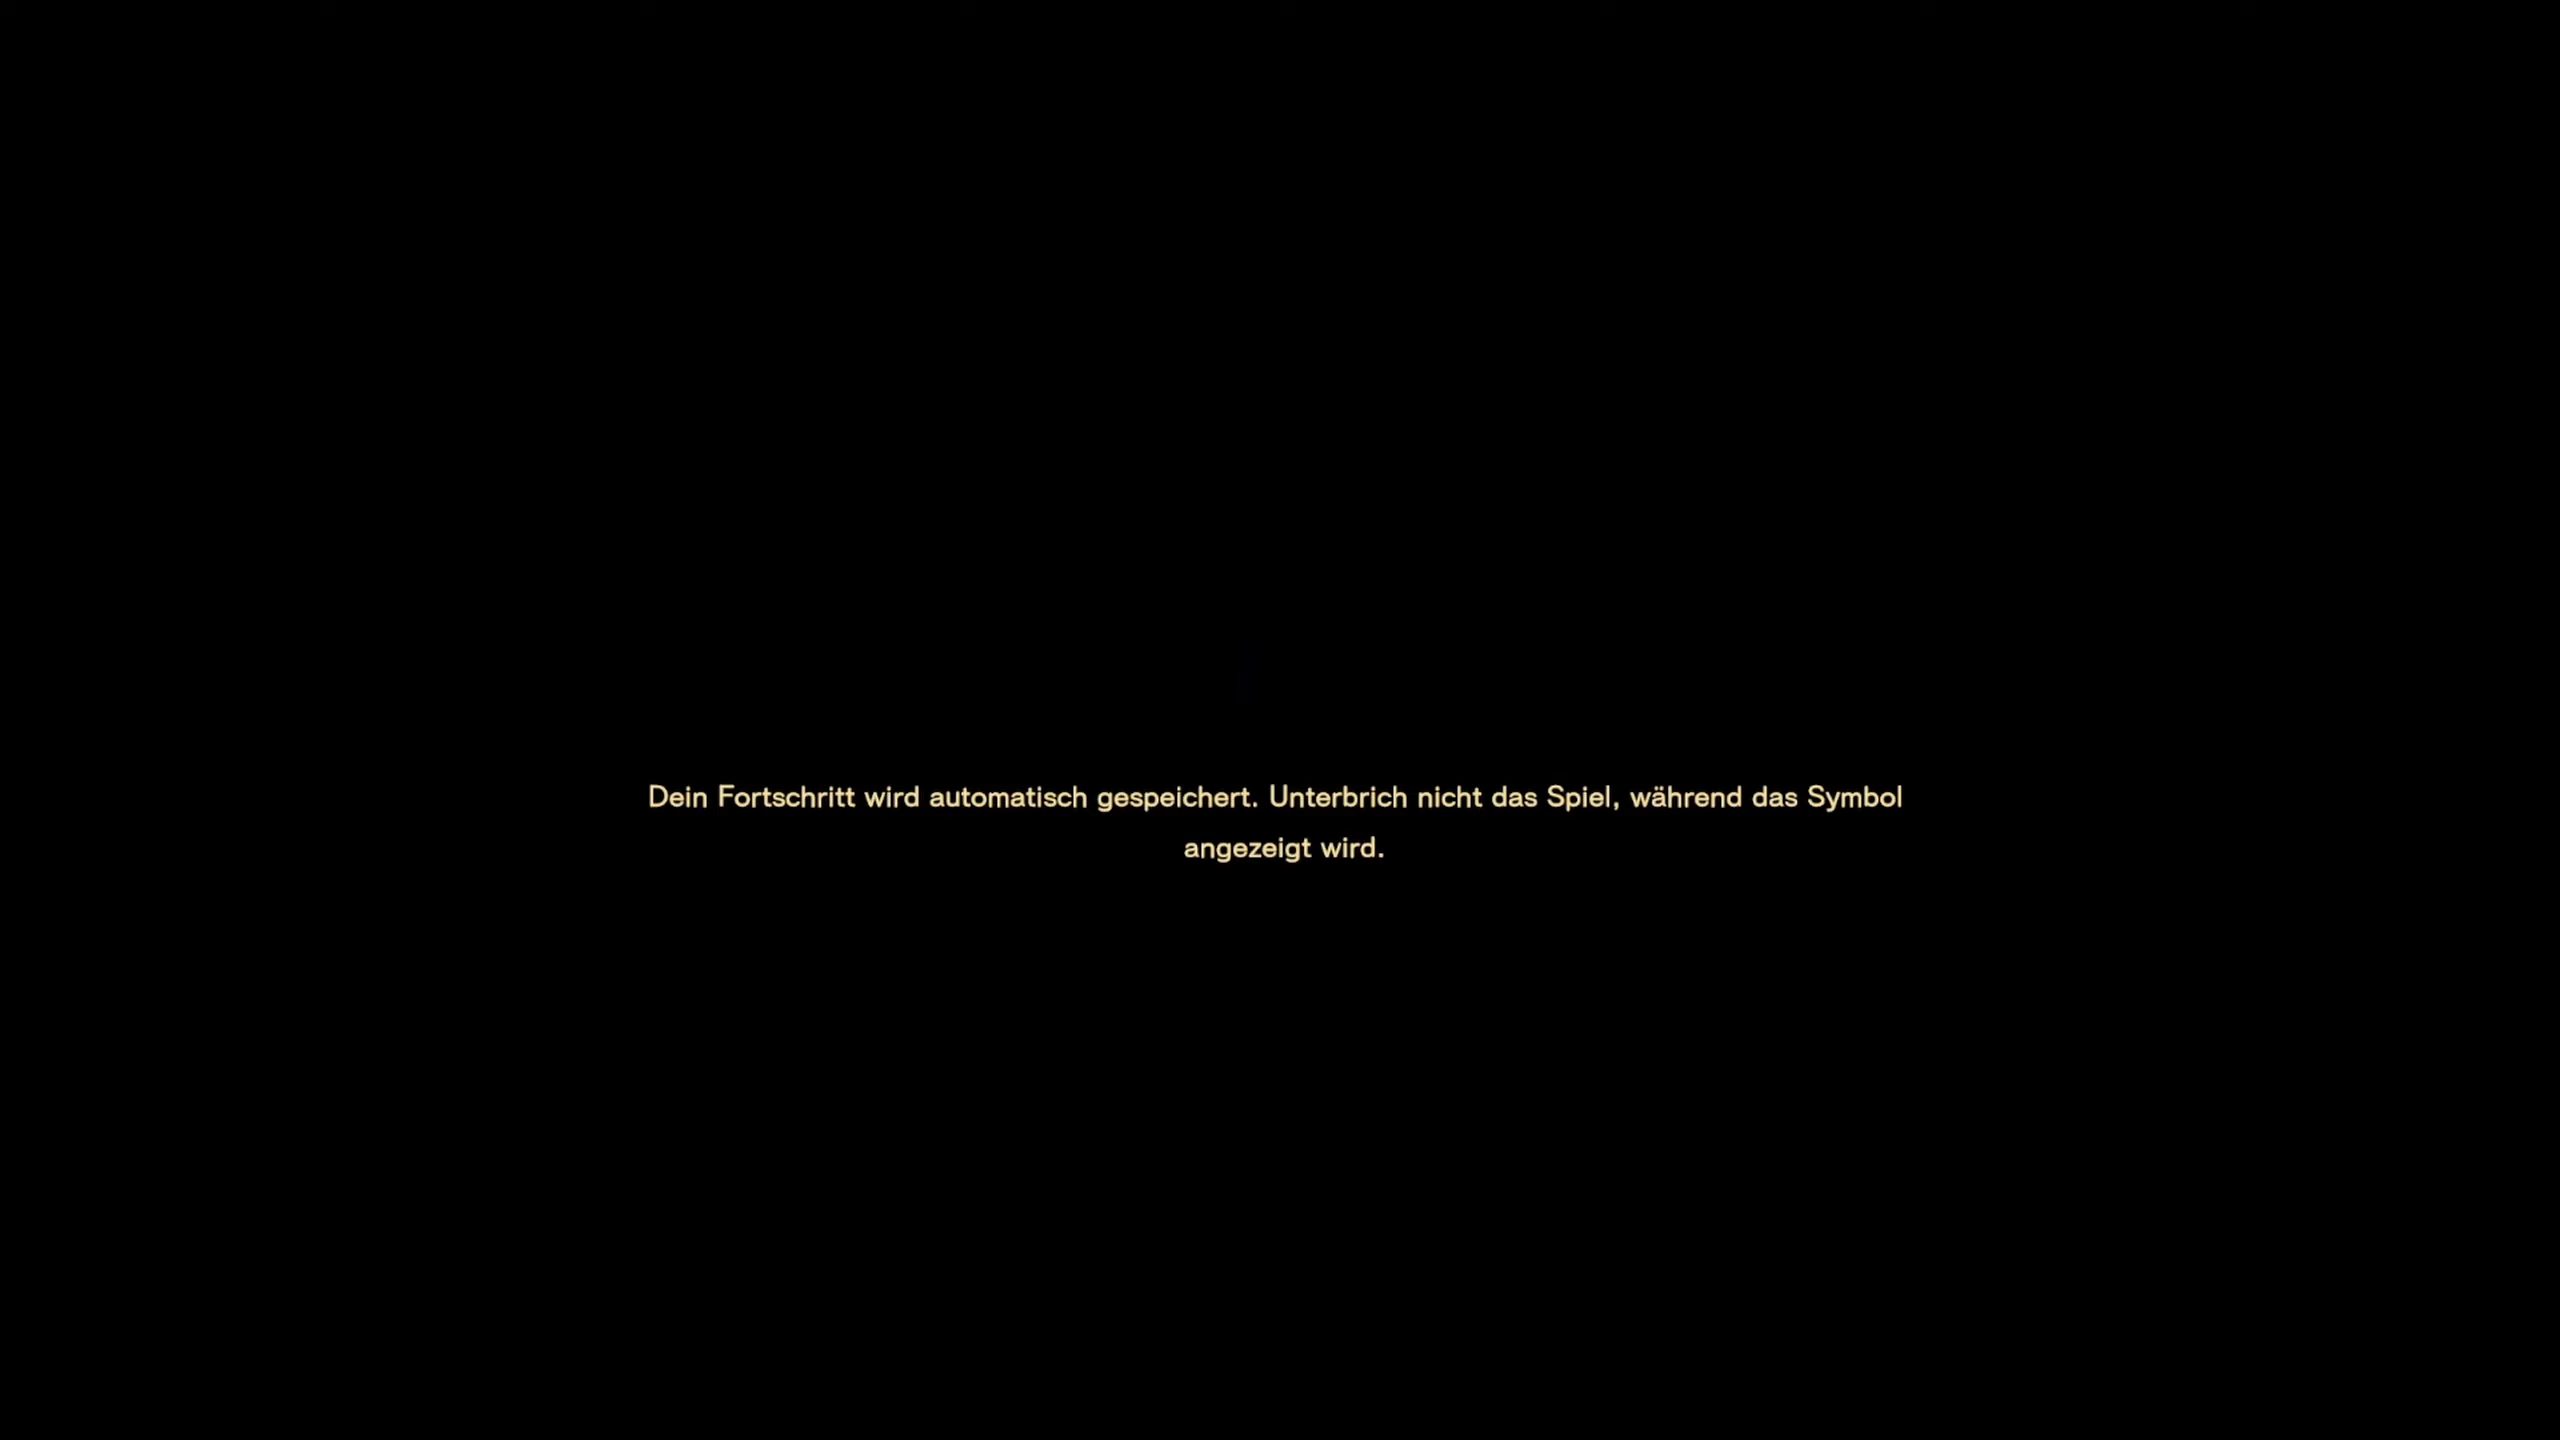 Dein Fortschritt wird automatisch gespeichert. Unterbrich nicht das Spiel, während das Symbol
angezeigt wird.